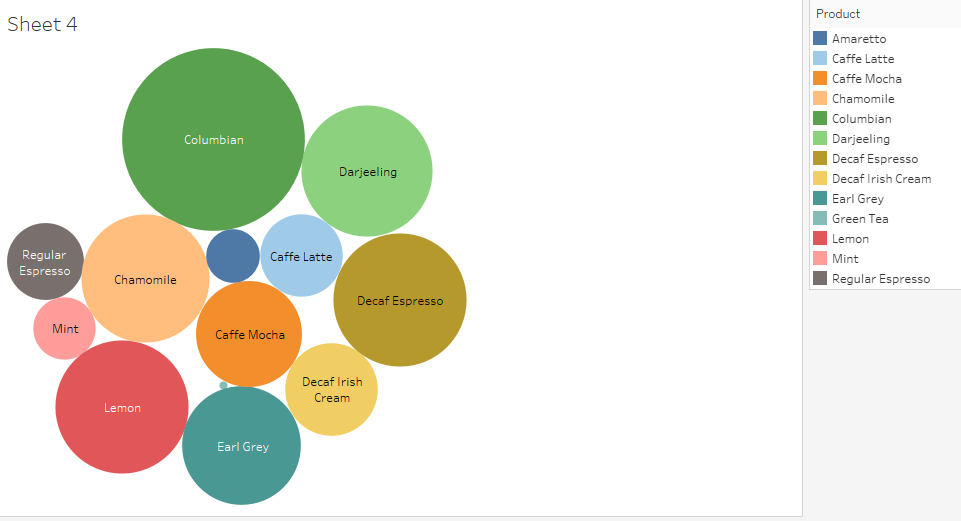 Sheet 4
Columbian
Darjeeling
Regular
Espresso
Chamomile
Caffe Latte
Decaf Espresso
Mint
Caffe Mocha
Decaf Irish
Cream
Lemon
Earl Grey
Product
Amaretto
Caffe Latte
Caffe Mocha
Chamomile
Columbian
Darjeeling
Decaf Espresso
Decaf Irish Cream
Earl Grey
Green Tea
Lemon
Mint
Regular Espresso